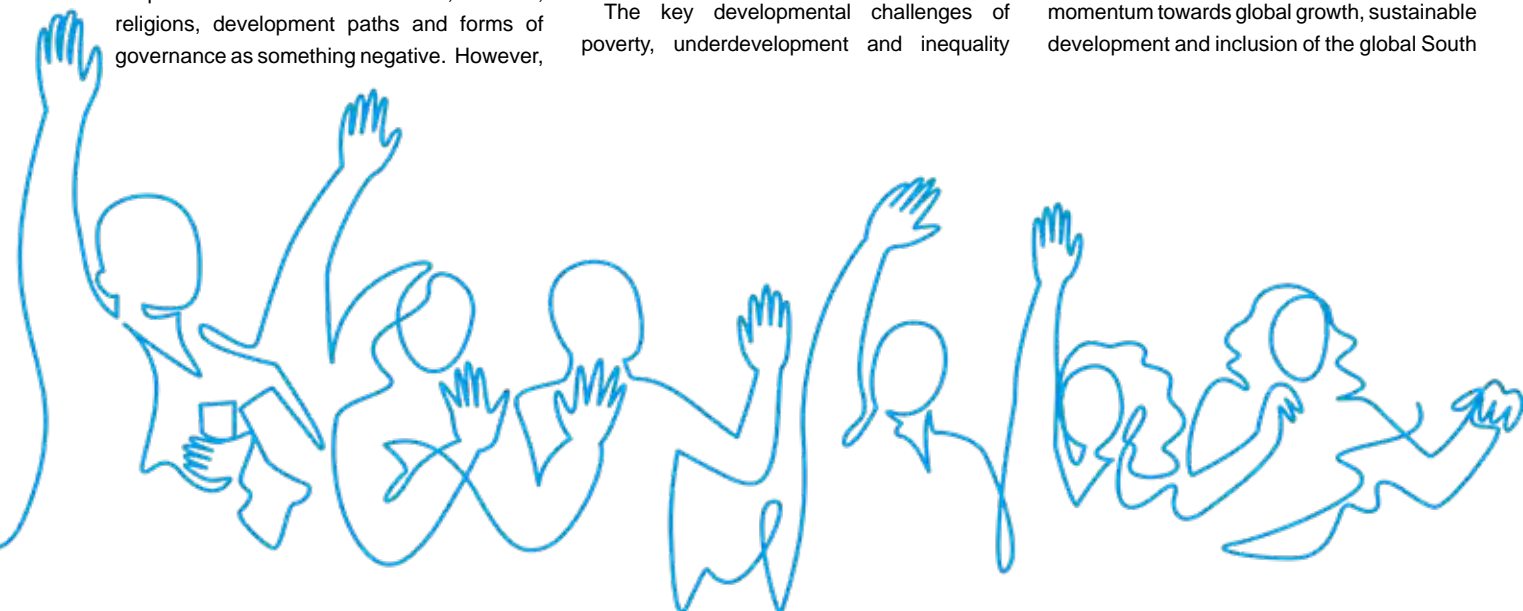 religions, development paths and forms of
governance as something negative. However,
The key developmental challenges of
poverty, underdevelopment and inequality
momentum towards global growth, sustainable
development and inclusion of the global South